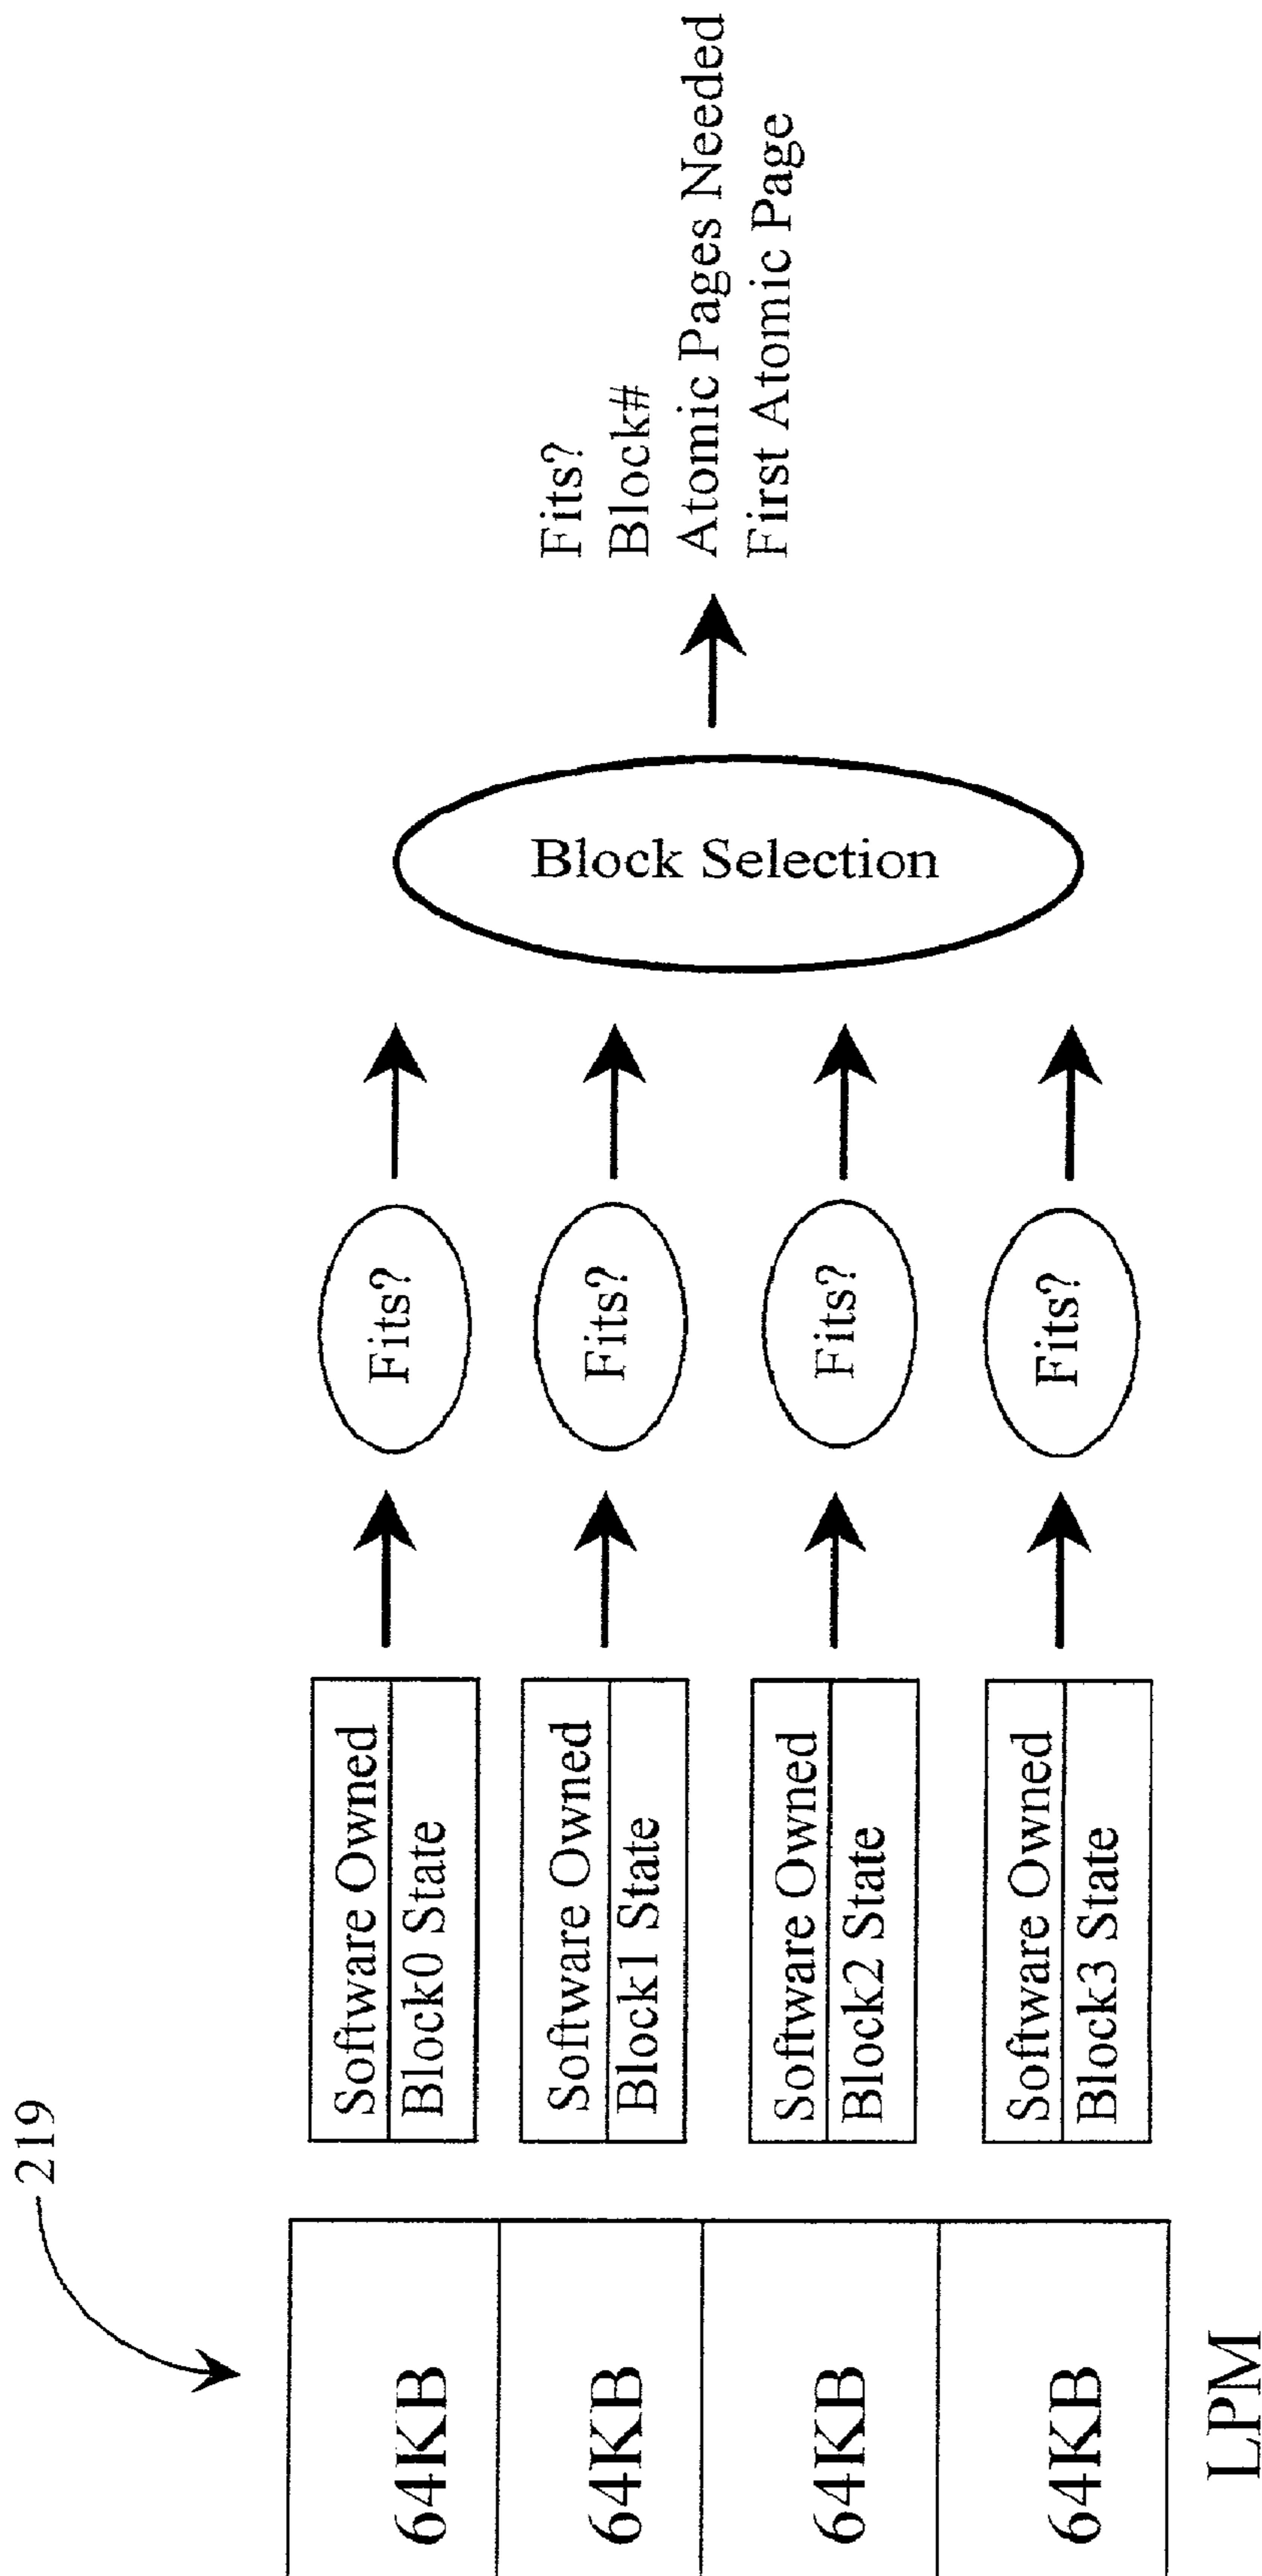 219
64KB
64KB
64KB
64KB
LPM
Software Owned
Block0 State
Software Owned
Block1 State
Software Owned
Block2 State
Software Owned
Block3 State
Fits?
Fits?
Fits?
Fits?
Block Selection
Fits?
Block#
Atomic Pages Needed
First Atomic Page